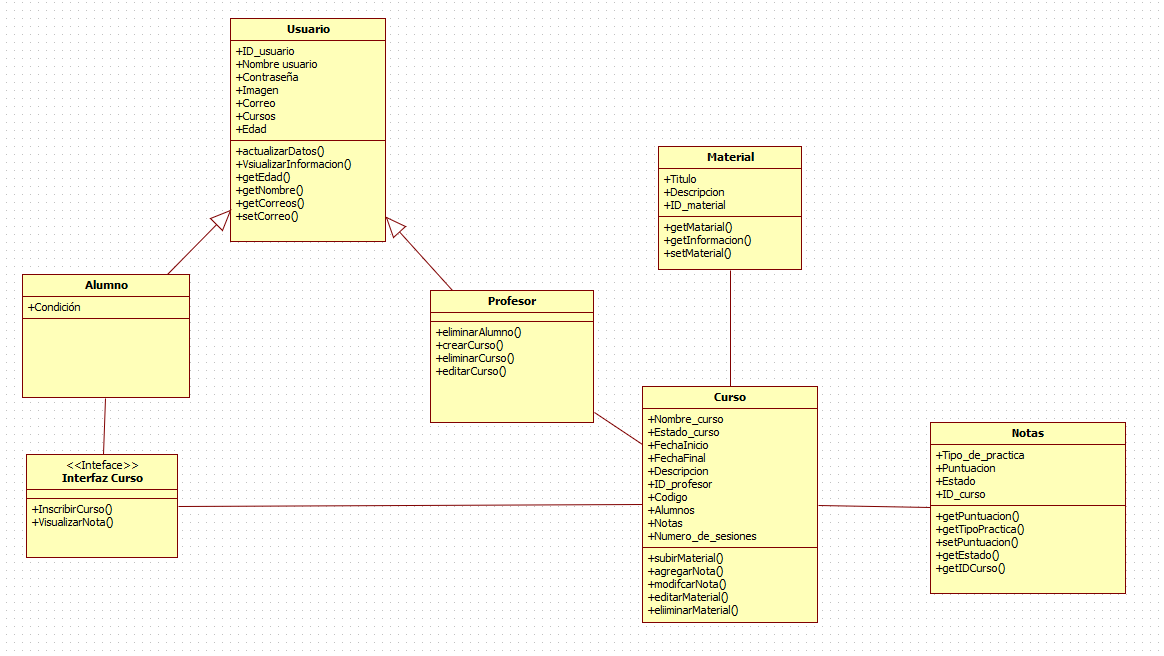 Usuario
+ID_usuario
+Nombre usuario
+Contraseña
+Imagen
+Correo
+Cursos
+Edad
+actualizarDatos()
+VsiualizarInformacion()
+getEdad()
+getNombre()
+getCorreos()
+setCorreo()
Material
+Titulo
+Descripcion
+ID_material
+getMatarial()
+getInformacion()
+setMaterial()
Alumno
+Condición
Profesor
+eliminarAlumno()
+crearCurso()
+eliminarCurso()
+editarCurso()
Curso
+Nombre_curso
+Estado_curso
+FechaInicio
+FechaFinal
+Descripcion
+ID_profesor
+Codigo
+Alumnos
+Notas
+Numero_de_sesiones
+subirMaterial()
+agregarNota()
+modifcarNota()
+editarMaterial()
+eliiminarMaterial()
Notas
+Tipo_de_practica
+Puntuacion
+Estado
+ID_curso
+getPuntuacion()
+getTipoPractica()
+setPuntuacion()
+getEstado()
+getIDCurso()
<<Inteface>>
Interfaz Curso
+InscribirCurso()
+VisualizarNota()